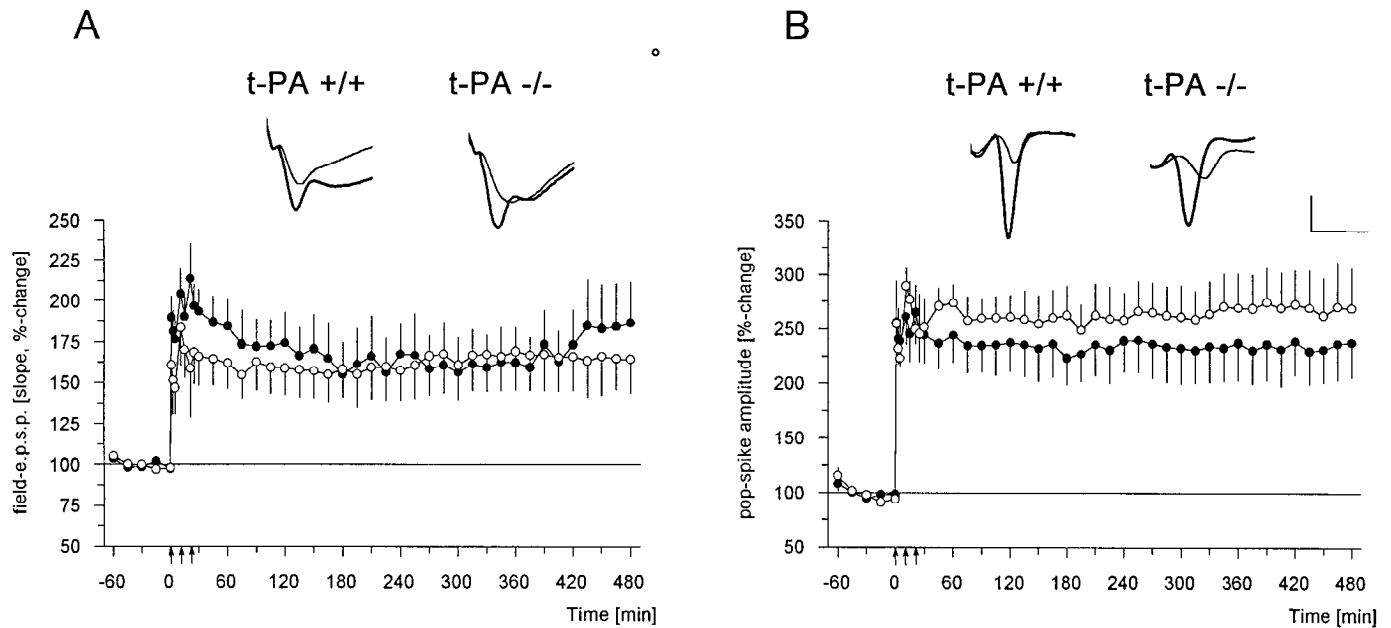 A
t-PA +/+ t-PA -/-
field-e.p.s.p. [slope, %-change]
250
225
200
175
150
125
100
75
50
-60 0 60 120 180 240 300 360 420 480
Time [min]
B
t-PA +/+ t-PA -/-
pop-spike amplitude [%-change]
350
300
250
200
150
100
50
-60 0 60 120 180 240 300 360 420 480
Time [min]